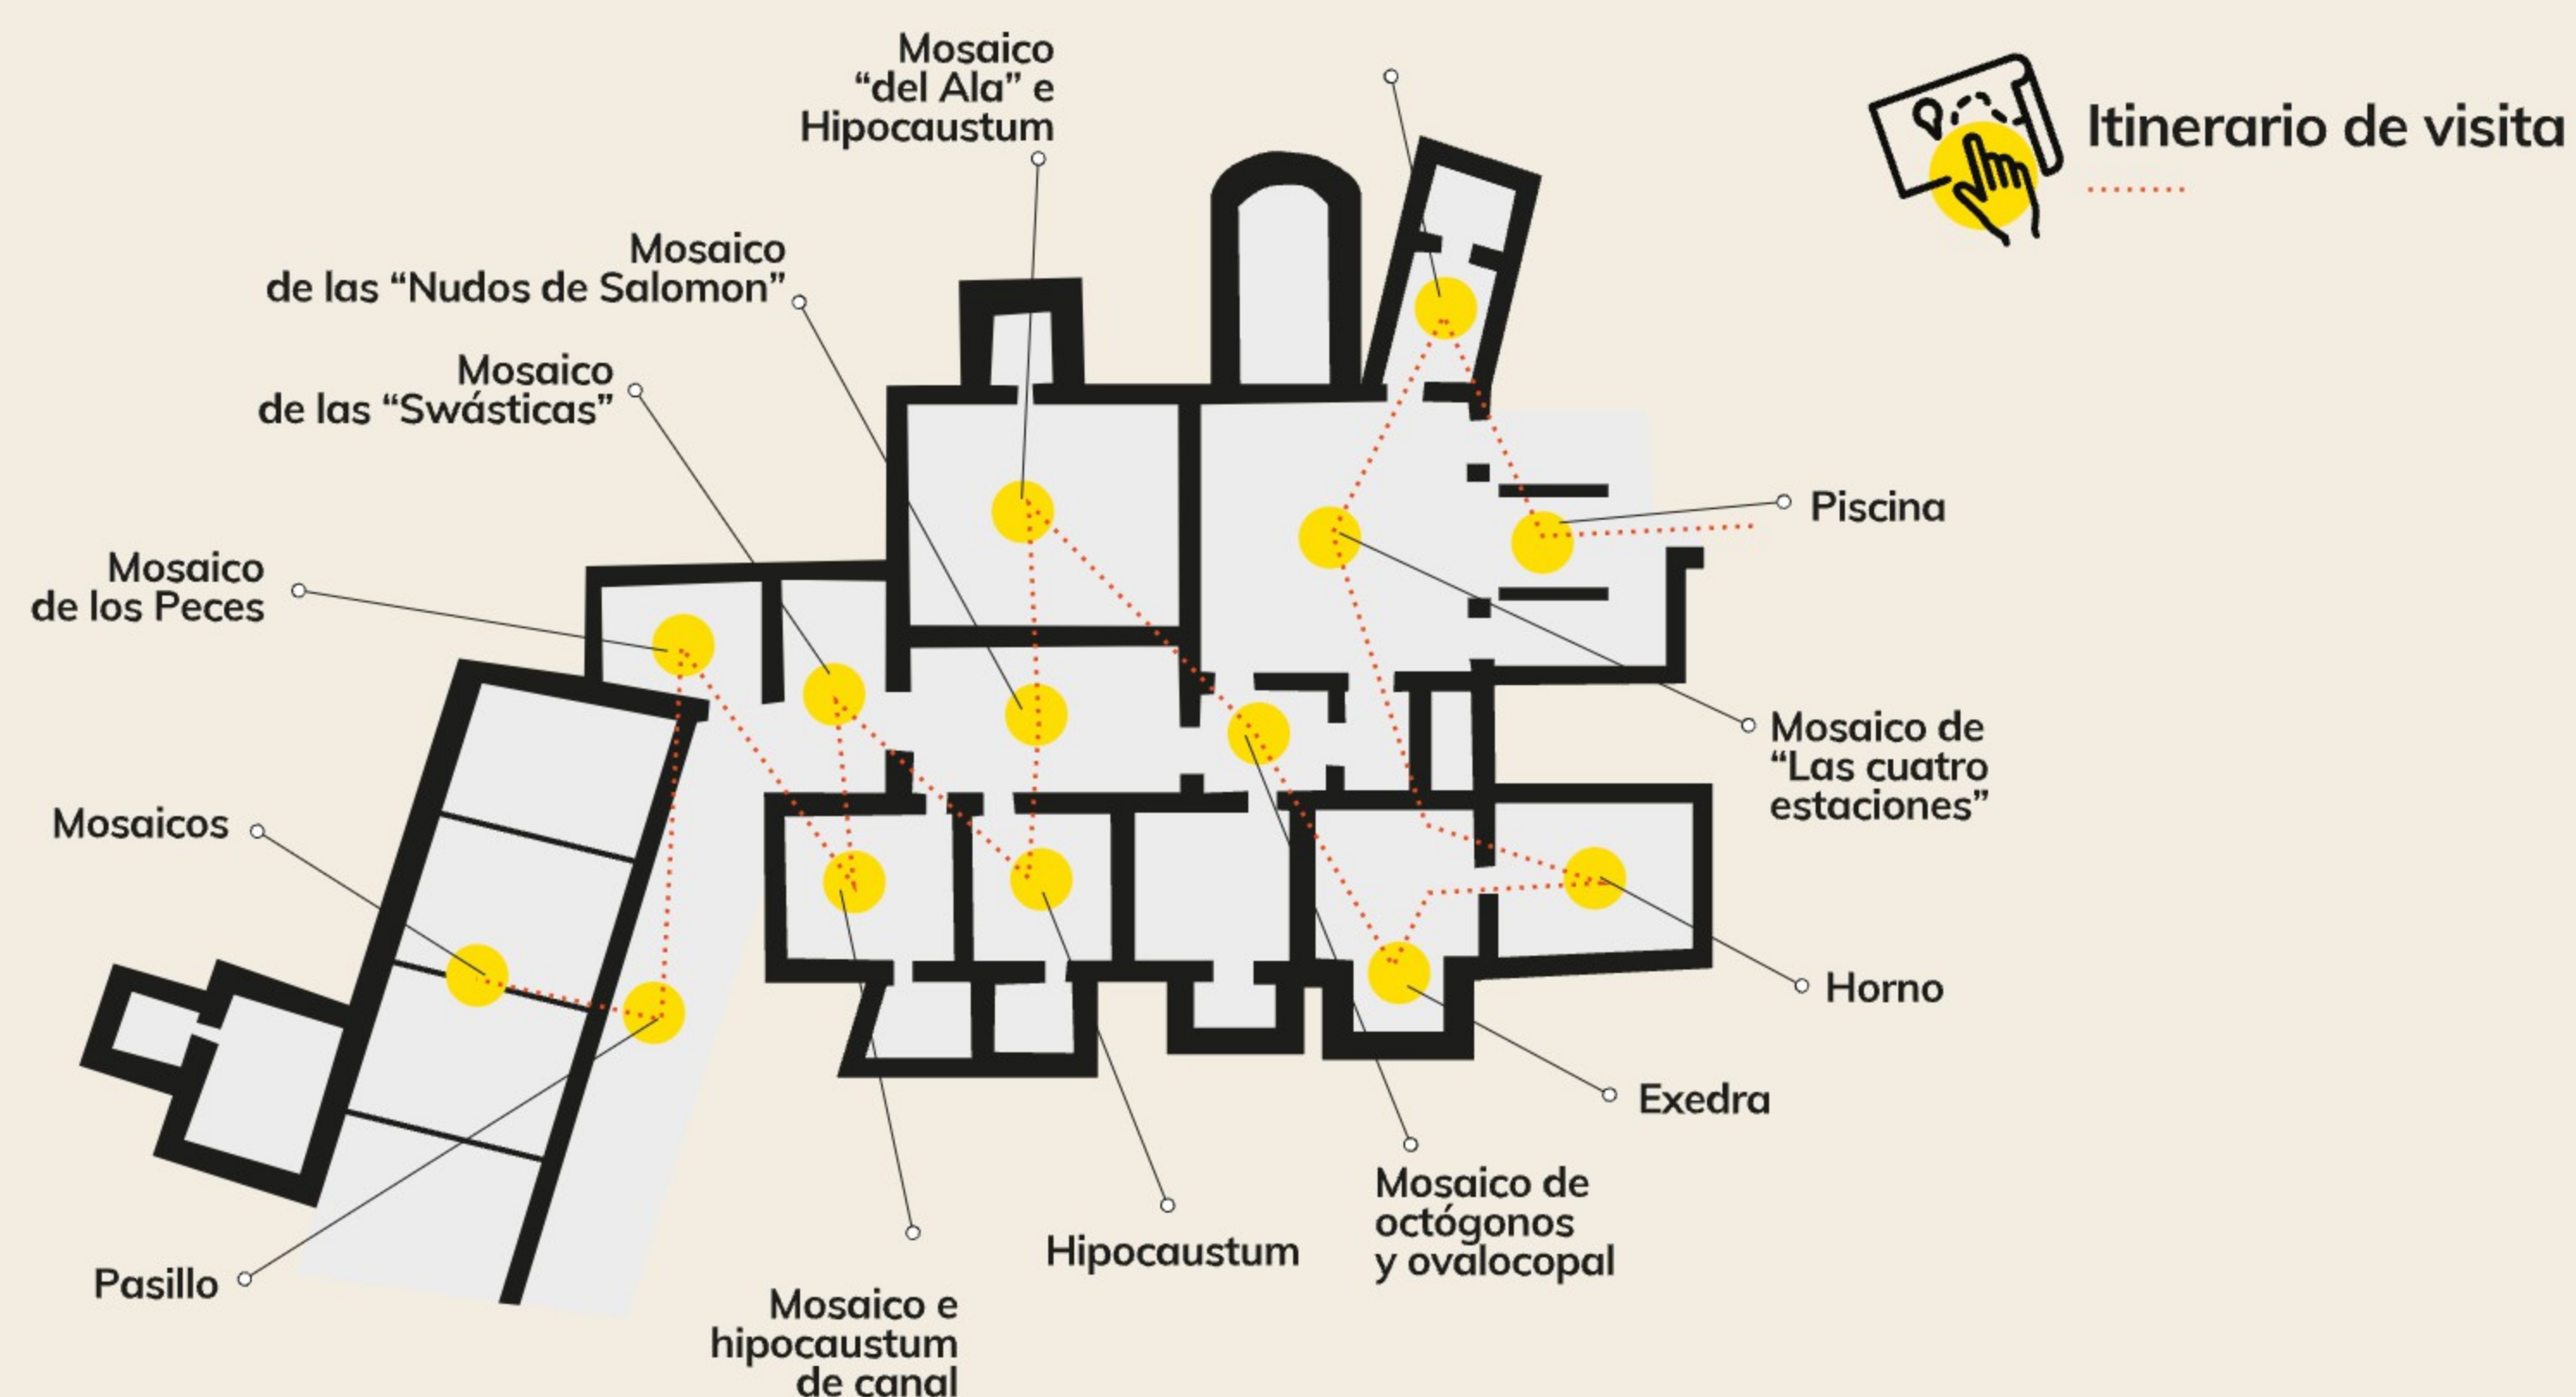 Mosaico
“del Ala” e
Hipocaustum
Itinerario de visita
Mosaico
de las “Nudos de Salomon”
Mosaico
de las “Swásticas”
Piscina
Mosaico
de los Peces
Mosaico de
“Las cuatro
estaciones”
Mosaicos
Horno
Exedra
Mosaico de
octógonos
y ovalocopal
Hipocaustum
Pasillo
Mosaico e
hipocaustum
de canal